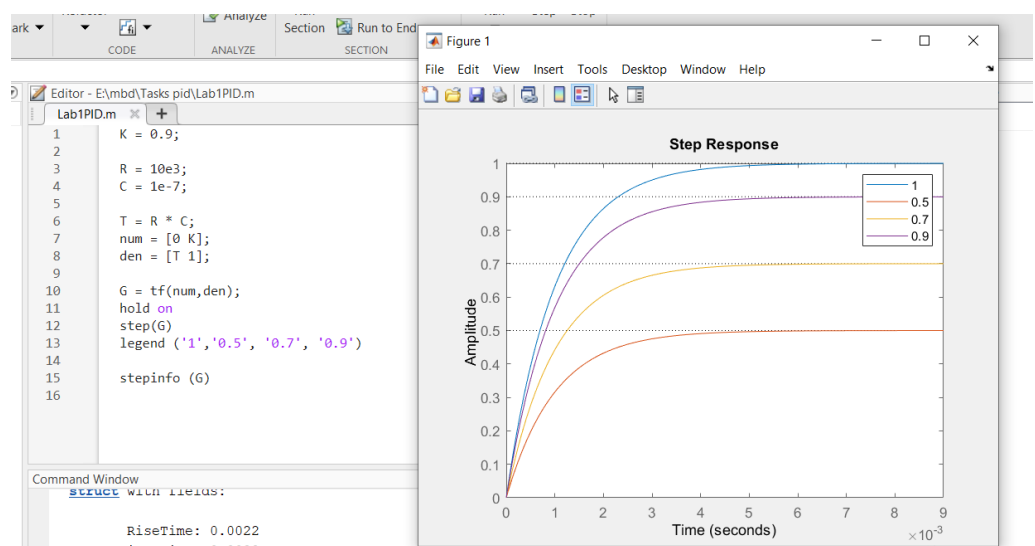 ark
Analyze
Section
Run to End
CODE
ANALYZE
SECTION
Editor - E:\mbd\Tasks pid\Lab1PID.m
Lab1PID.m
1 K = 0.9;
2
3 R = 10e3;
4 C = 1e-7;
5
6 T = R * C;
7 num = [0 K];
8 den = [T 1];
9
10 G = tf(num,den);
11 hold on
12 step(G)
13 legend ('1','0.5', '0.7', '0.9')
14
15 stepinfo (G)
16
Command Window
struct with fields:
RiseTime: 0.0022
Figure 1
File Edit View Insert Tools Desktop Window Help
Step Response
1
0.9
0.8
0.7
0.6
0.5
0.4
0.3
0.2
0.1
0
Amplitude
1
0.5
0.7
0.9
0 1 2 3 4 5 6 7 8 9
Time (seconds)
×10-3